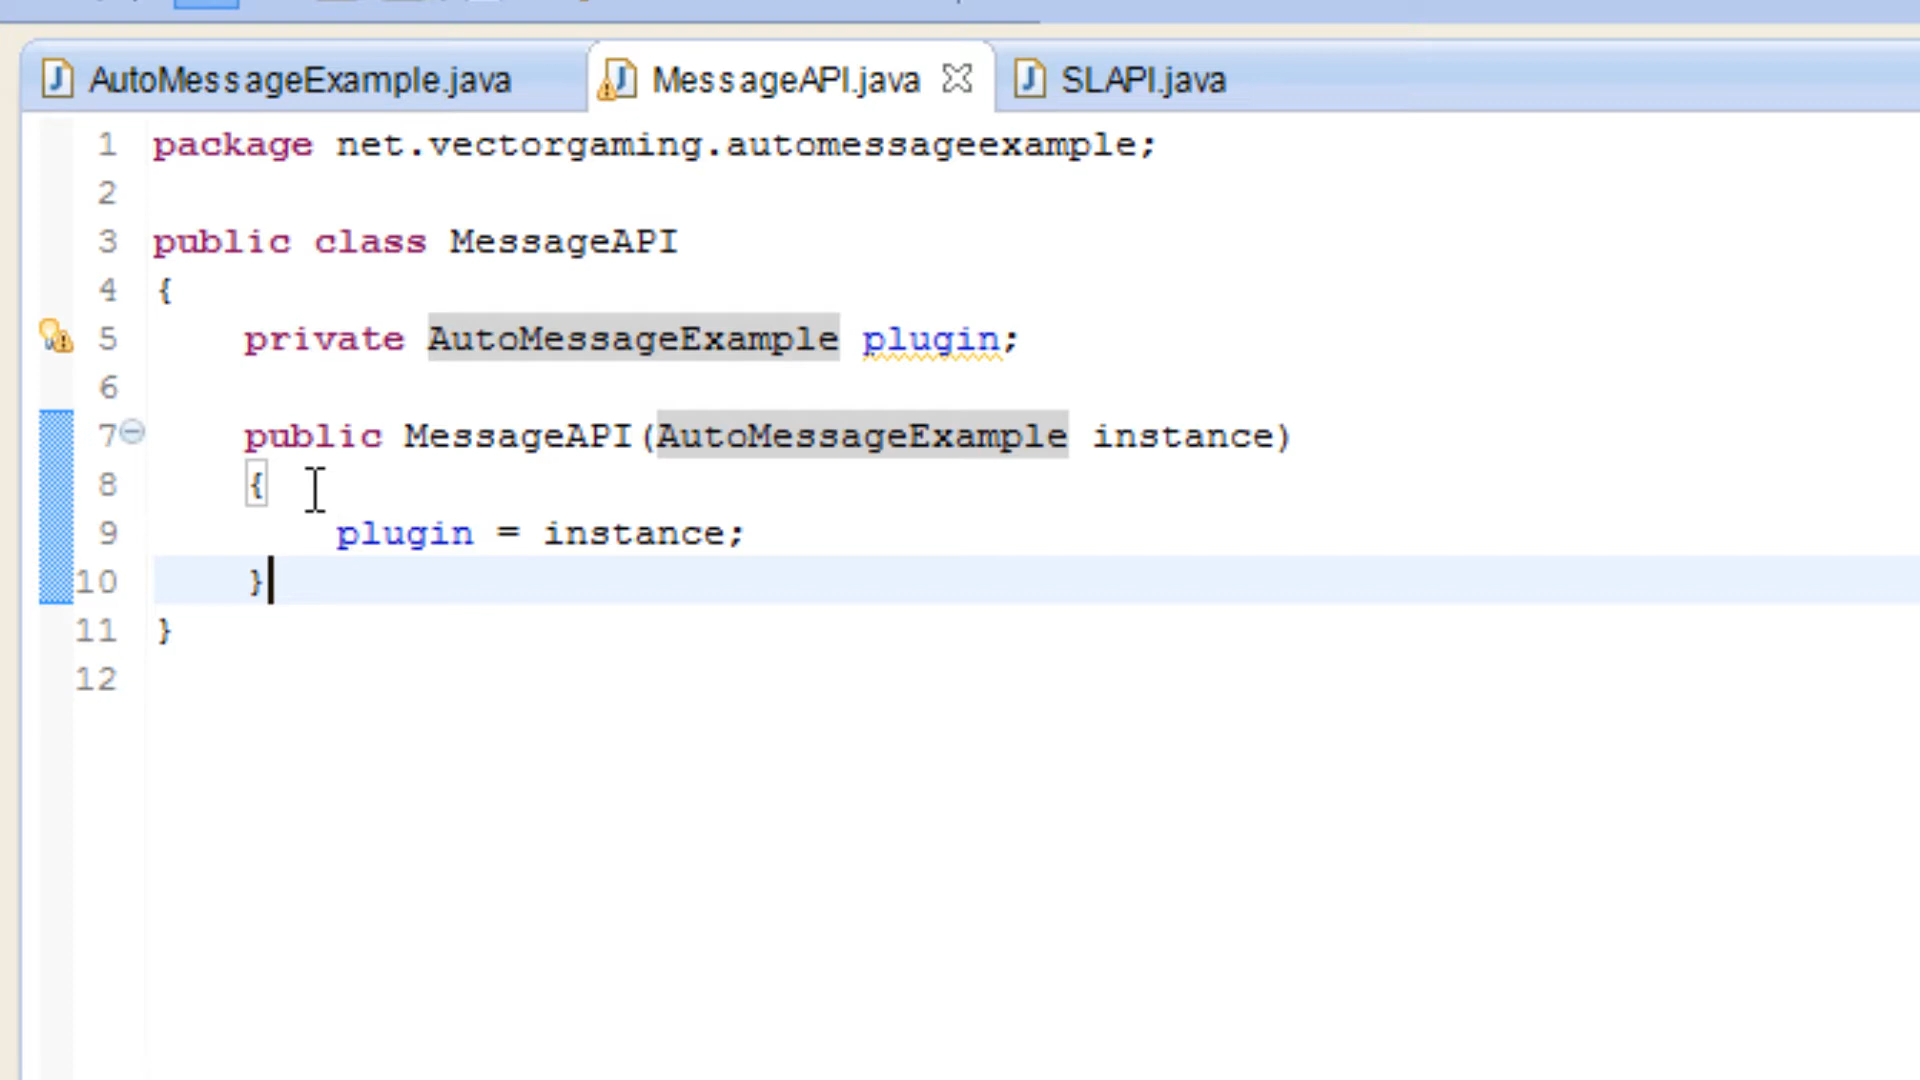 AutoMessageExample.java MessageAPI.java SLAPI.java
1 package net.vectorgaming.automessageexample;
2
3 public class MessageAPI
4 {
5 private AutoMessageExample plugin;
6
7 public MessageAPI(AutoMessageExample instance)
8 {
9 plugin = instance;
10 }
11 }
12